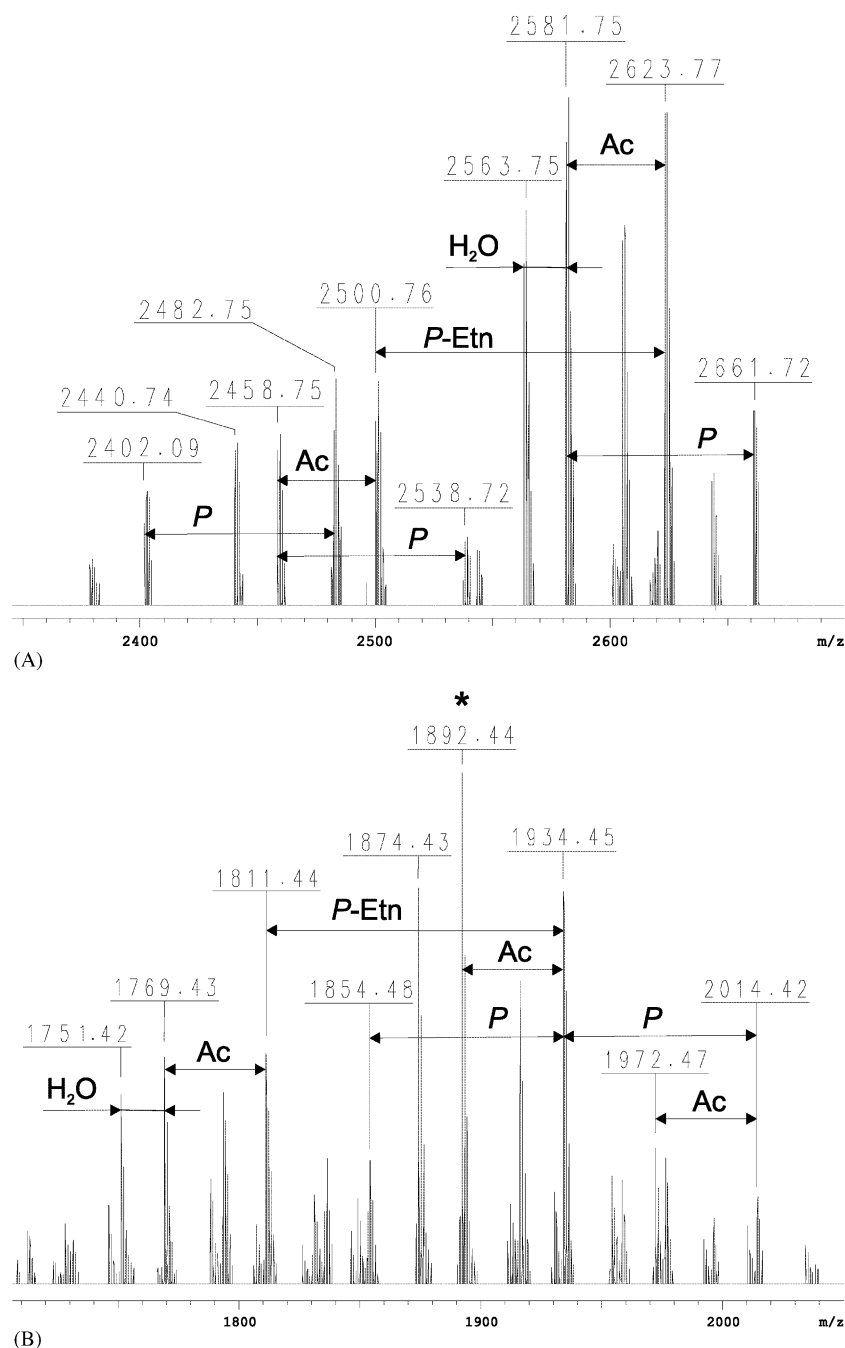 2581.75
2623.77
Ac
2563.75
H₂O
2500.76
2482.75
P-Etn
2661.72
2458.75
2440.74
2402.09
P
Ac
2538.72
P
P
2400 2500 2600 m/z
(A)
*
1892.44
1874.43
1934.45
1811.44
P-Etn
Ac
1769.43
1854.48
2014.42
P
P
1751.42
Ac
1972.47
H₂O
Ac
1800 1900 2000 m/z
(B)